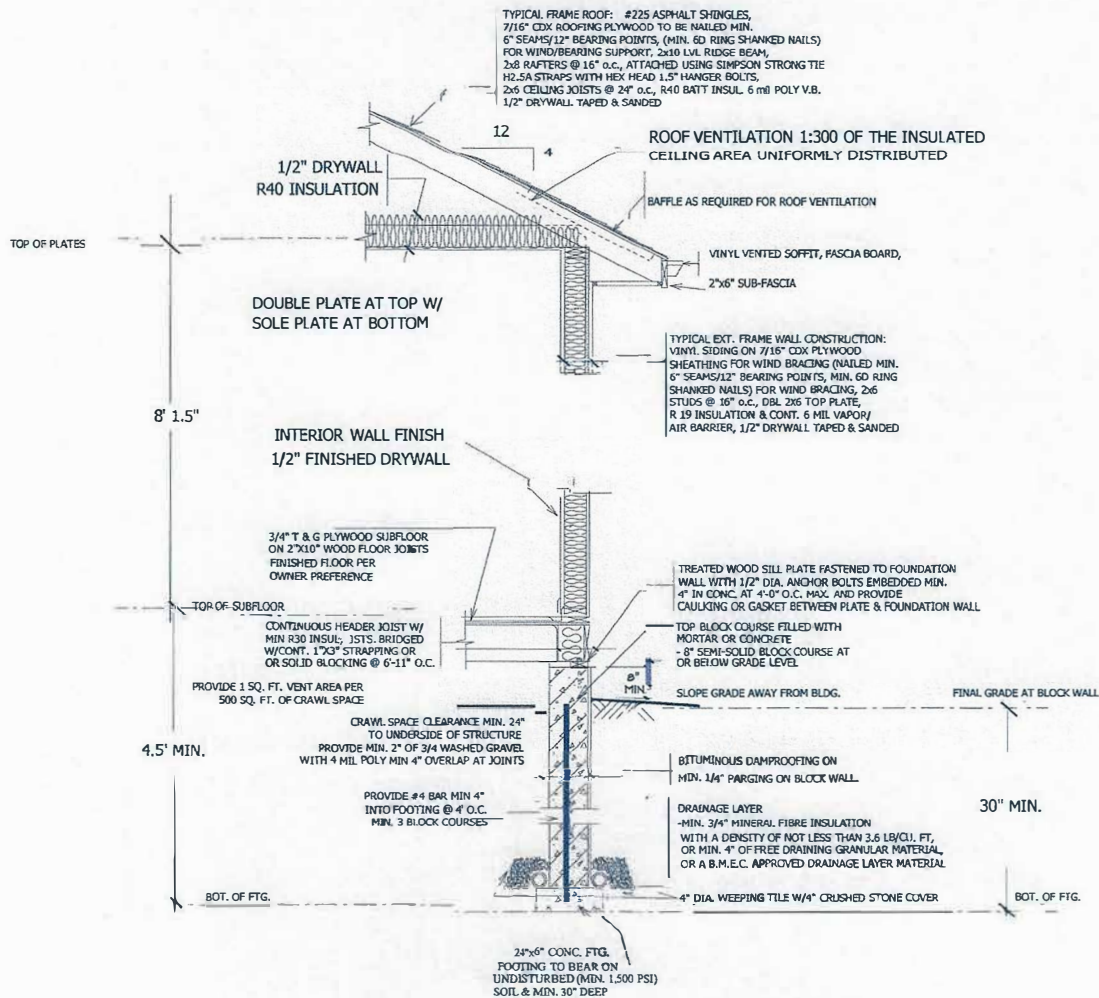 TYPICAL FRAME ROOF: #225 ASPHALT SHINGLES,
7/16" CDX ROOFING PLYWOOD TO BE NAILED MIN.
6" SEAMS/12" BEARING POINTS, (MIN. 6D RING SHANKED NAILS)
FOR WIND/BEARING SUPPORT, 2x10 LVL RIDGE BEAM,
2x8 RAFTERS @ 16" o.c., ATTACHED USING SIMPSON STRONG TIE
H2.5A STRAPS WITH HEX HEAD 1.5" HANGER BOLTS,
2x6 CEILING JOISTS @ 24" o.c., R40 BATT INSUL. 6 mil POLY V.B.
1/2" DRYWALL TAPED & SANDED
12
4
ROOF VENTILATION 1:300 OF THE INSULATED
CEILING AREA UNIFORMLY DISTRIBUTED
1/2" DRYWALL
R40 INSULATION
BAFFLE AS REQUIRED FOR ROOF VENTILATION
TOP OF PLATES
VINYL VENTED SOFFIT, FASCIA BOARD,
2"x6" SUB-FASCIA
DOUBLE PLATE AT TOP W/
SOLE PLATE AT BOTTOM
TYPICAL EXT. FRAME WALL CONSTRUCTION:
VINYL SIDING ON 7/16" CDX PLYWOOD
SHEATHING FOR WIND BRACING (NAILED MIN.
6" SEAMS/12" BEARING POINTS, MIN. 6D RING
SHANKED NAILS) FOR WIND BRACING, 2x6
STUDS @ 16" o.c., DBL 2X6 TOP PLATE,
R 19 INSULATION & CONT. 6 MIL VAPOR/
AIR BARRIER, 1/2" DRYWALL TAPED & SANDED
8' 1.5"
INTERIOR WALL FINISH
1/2" FINISHED DRYWALL
3/4" T & G PLYWOOD SUBFLOOR
ON 2"X10" WOOD FLOOR JOISTS
FINISHED FLOOR PER
OWNER PREFERENCE
TREATED WOOD SILL PLATE FASTENED TO FOUNDATION
WALL WITH 1/2" DIA. ANCHOR BOLTS EMBEDDED MIN.
4" IN CONC. AT 4'-0" O.C. MAX. AND PROVIDE
CAULKING OR GASKET BETWEEN PLATE & FOUNDATION WALL
TOP OF SUBFLOOR
CONTINUOUS HEADER JOIST W/
MIN R30 INSUL, JSTS. BRIDGED
W/CONT. 1"X3" STRAPPING OR
OR SOLID BLOCKING @ 6'-11" O.C.
TOP BLOCK COURSE FILLED WITH
MORTAR OR CONCRETE
- 8" SEMI-SOLID BLOCK COURSE AT
OR BELOW GRADE LEVEL
8"
MIN.
PROVIDE 1 SQ. FT. VENT AREA PER
500 SQ. FT. OF CRAWL SPACE
SLOPE GRADE AWAY FROM BLDG.
FINAL GRADE AT BLOCK WALL
CRAWL SPACE CLEARANCE MIN. 24"
TO UNDERSIDE OF STRUCTURE
PROVIDE MIN. 2" OF 3/4 WASHED GRAVEL
WITH 4 MIL POLY MIN 4" OVERLAP AT JOINTS
4.5' MIN.
BITUMINOUS DAMPROOFING ON
MIN. 1/4" PARGING ON BLOCK WALL
PROVIDE #4 BAR MIN 4"
INTO FOOTING @ 4' O.C.
MIN. 3 BLOCK COURSES
30" MIN.
DRAINAGE LAYER
-MIN. 3/4" MINERAL FIBRE INSULATION
WITH A DENSITY OF NOT LESS THAN 3.6 LB/CU. FT,
OR MIN. 4" OF FREE DRAINING GRANULAR MATERIAL,
OR A B.M.E.C. APPROVED DRAINAGE LAYER MATERIAL
BOT. OF FTG.
4" DIA. WEEPING TILE W/4" CRUSHED STONE COVER
BOT. OF FTG.
24"x6" CONC. FTG.
FOOTING TO BEAR ON
UNDISTURBED (MIN. 1,500 PSI)
SOIL & MIN. 30" DEEP